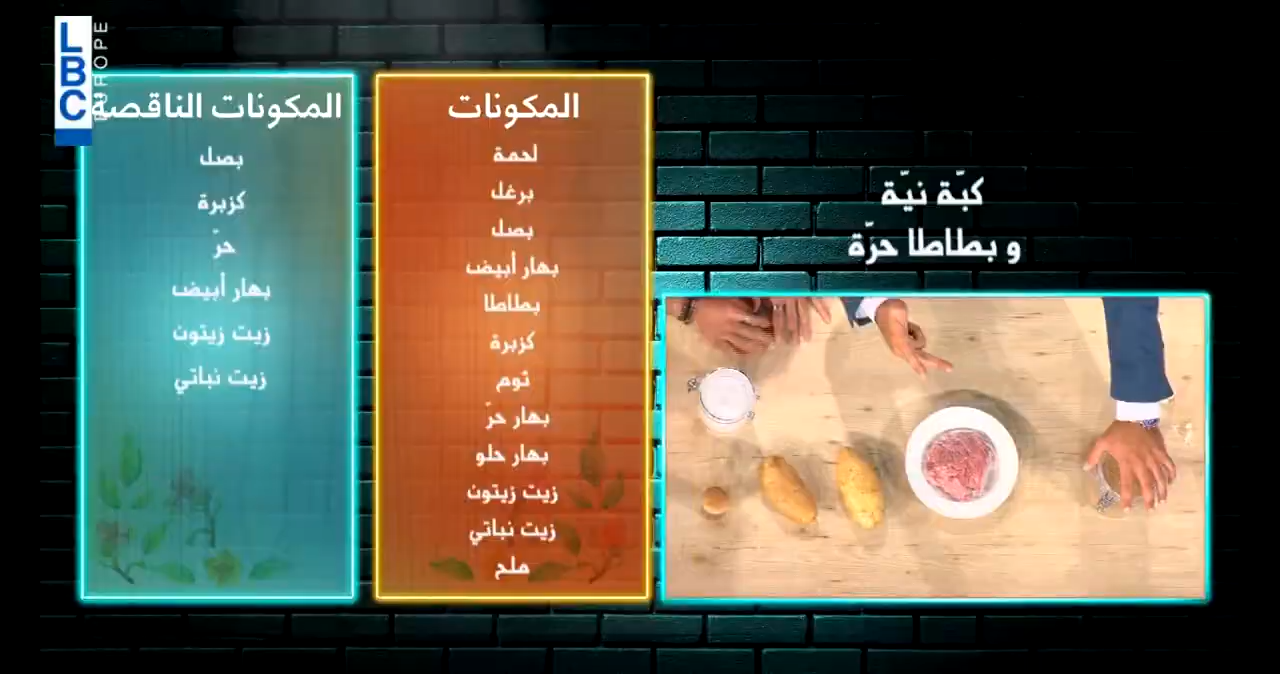 LBC
EUROPE
كبّة نيّة
و بطاطا حرّة
المكونات
لحمة
برغل
بصل
بهار أبيض
بطاطا
كزبرة
ثوم
بهار حرّ
بهار حلو
زيت زيتون
زيت نباتي
ملح
المكونات الناقصة
بصل
كزبرة
حرّ
بهار أبيض
زيت زيتون
زيت نباتي